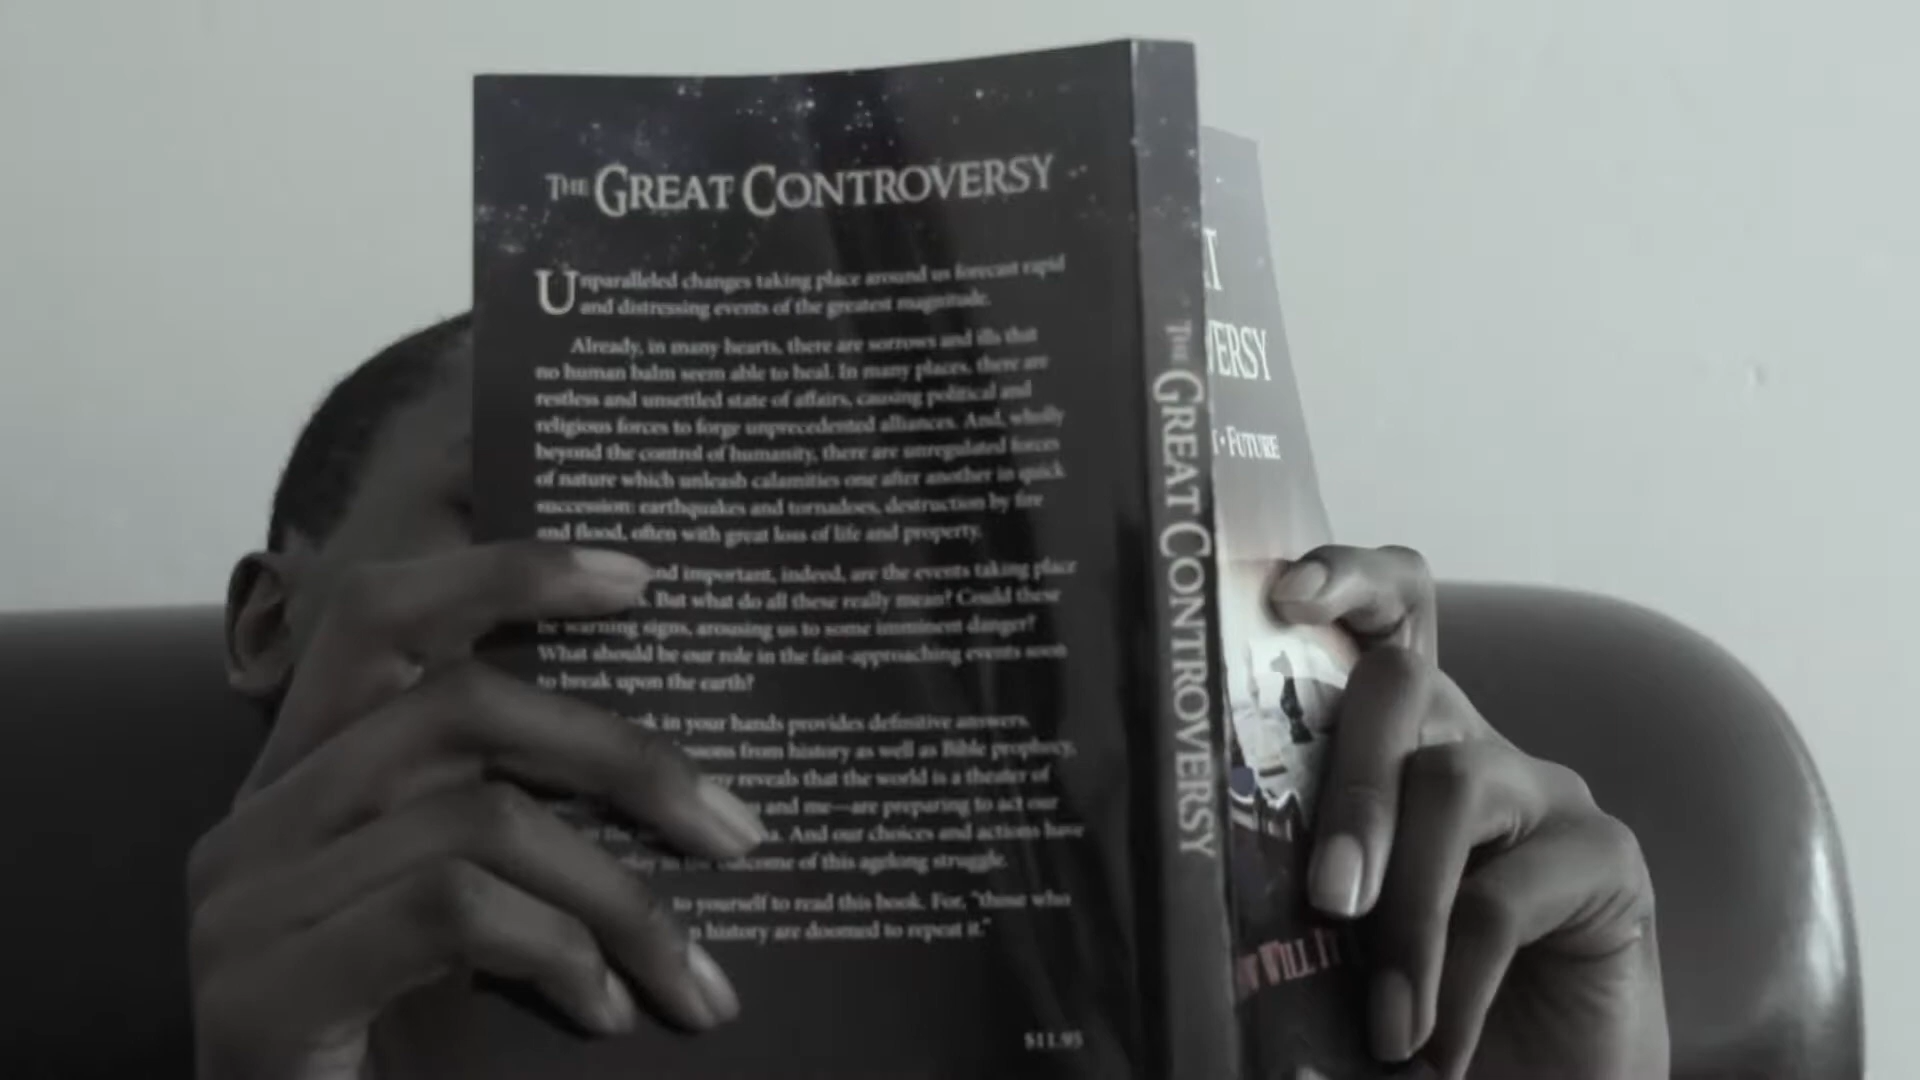 THE GREAT CONTROVERSY
Unparalleled changes taking place around us forecast rapid
and distressing events of the greatest magnitude.
Already, in many hearts, there are sorrows and ills that
no human balm seem able to heal. In many places, there are
restless and unsettled state of affairs, causing political and
religious forces to forge unprecedented alliances. And, wholly
beyond the control of humanity, there are unregulated forces
of nature which unleash calamities one after another in quick
succession: earthquakes and tornadoes, destruction by fire
and flood, often with great loss of life and property.
and important, indeed, are the events taking place
But what do all these really mean? Could these
be warning signs, arousing us to some imminent danger?
What should be our role in the fast-approaching events soon
to break upon the earth?
in your hands provides definitive answers.
from history as well as Bible prophecy,
reveals that the world is a theater of
and me—are preparing to act our
And our choices and actions have
outcome of this agelong struggle.
to yourself to read this book. For, "those who
history are doomed to repeat it."
$11.95
THE GREAT CONTROVERSY
VERSY
• FUTURE
WILL IT